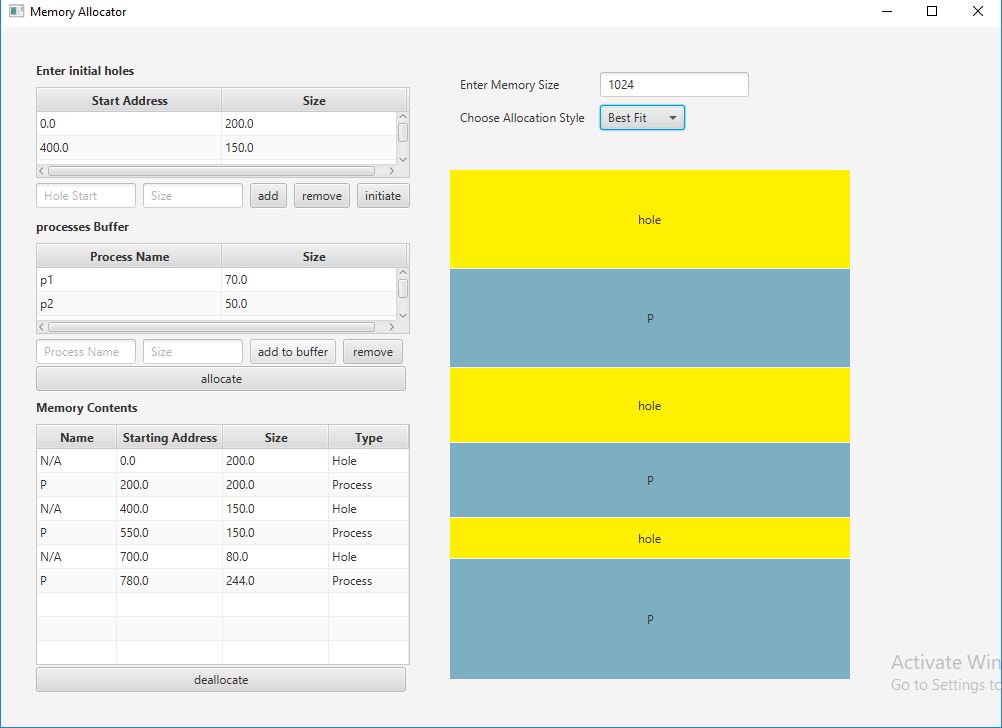 Memory Allocator
Enter initial holes
Start Address Size
0.0 200.0
400.0 150.0
Hole Start Size add remove initiate
processes Buffer
Process Name Size
p1 70.0
p2 50.0
Process Name Size add to buffer remove
allocate
Memory Contents
Name Starting Address Size Type
N/A 0.0 200.0 Hole
P 200.0 200.0 Process
N/A 400.0 150.0 Hole
P 550.0 150.0 Process
N/A 700.0 80.0 Hole
P 780.0 244.0 Process
deallocate
Enter Memory Size 1024
Choose Allocation Style Best Fit
hole
P
hole
P
hole
P
Activate Win
Go to Settings to